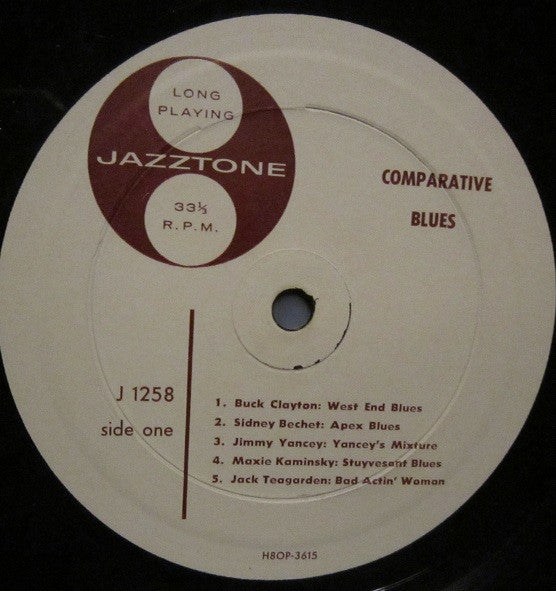 LONG
PLAYING
JAZZTONE
33⅓
R.P.M.
COMPARATIVE
BLUES
J 1258
side one
1. Buck Clayton: West End Blues
2. Sidney Bechet: Apex Blues
3. Jimmy Yancey: Yancey's Mixture
4. Maxie Kaminsky: Stuyvesant Blues
5. Jack Teagarden: Bad Actin' Woman
H8OP-3615